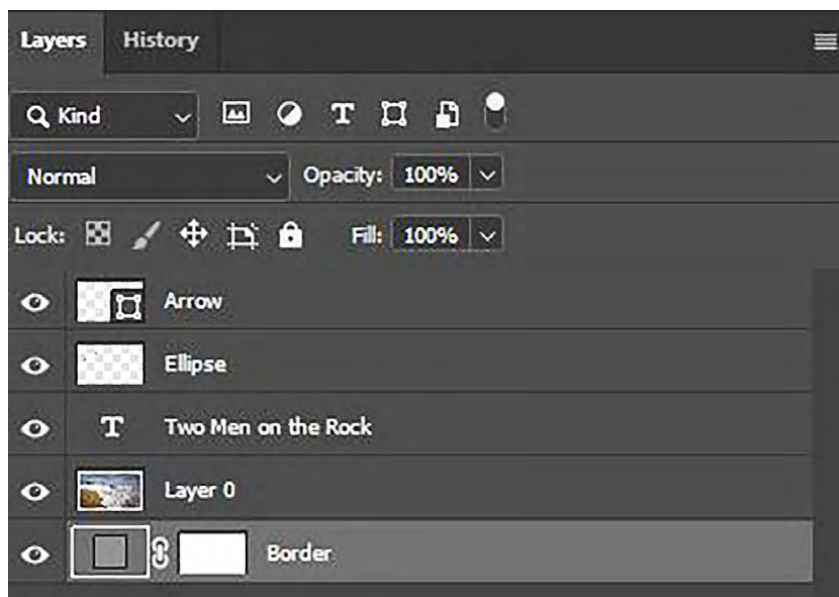 Layers History
Kind
Normal Opacity: 100%
Lock: Fill: 100%
Arrow
Ellipse
T Two Men on the Rock
Layer 0
Border